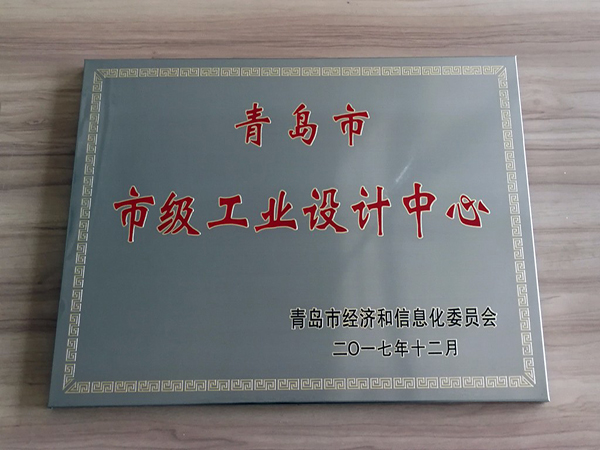 青岛市
市级工业设计中心
青岛市经济和信息化委员会
二〇一七年十二月